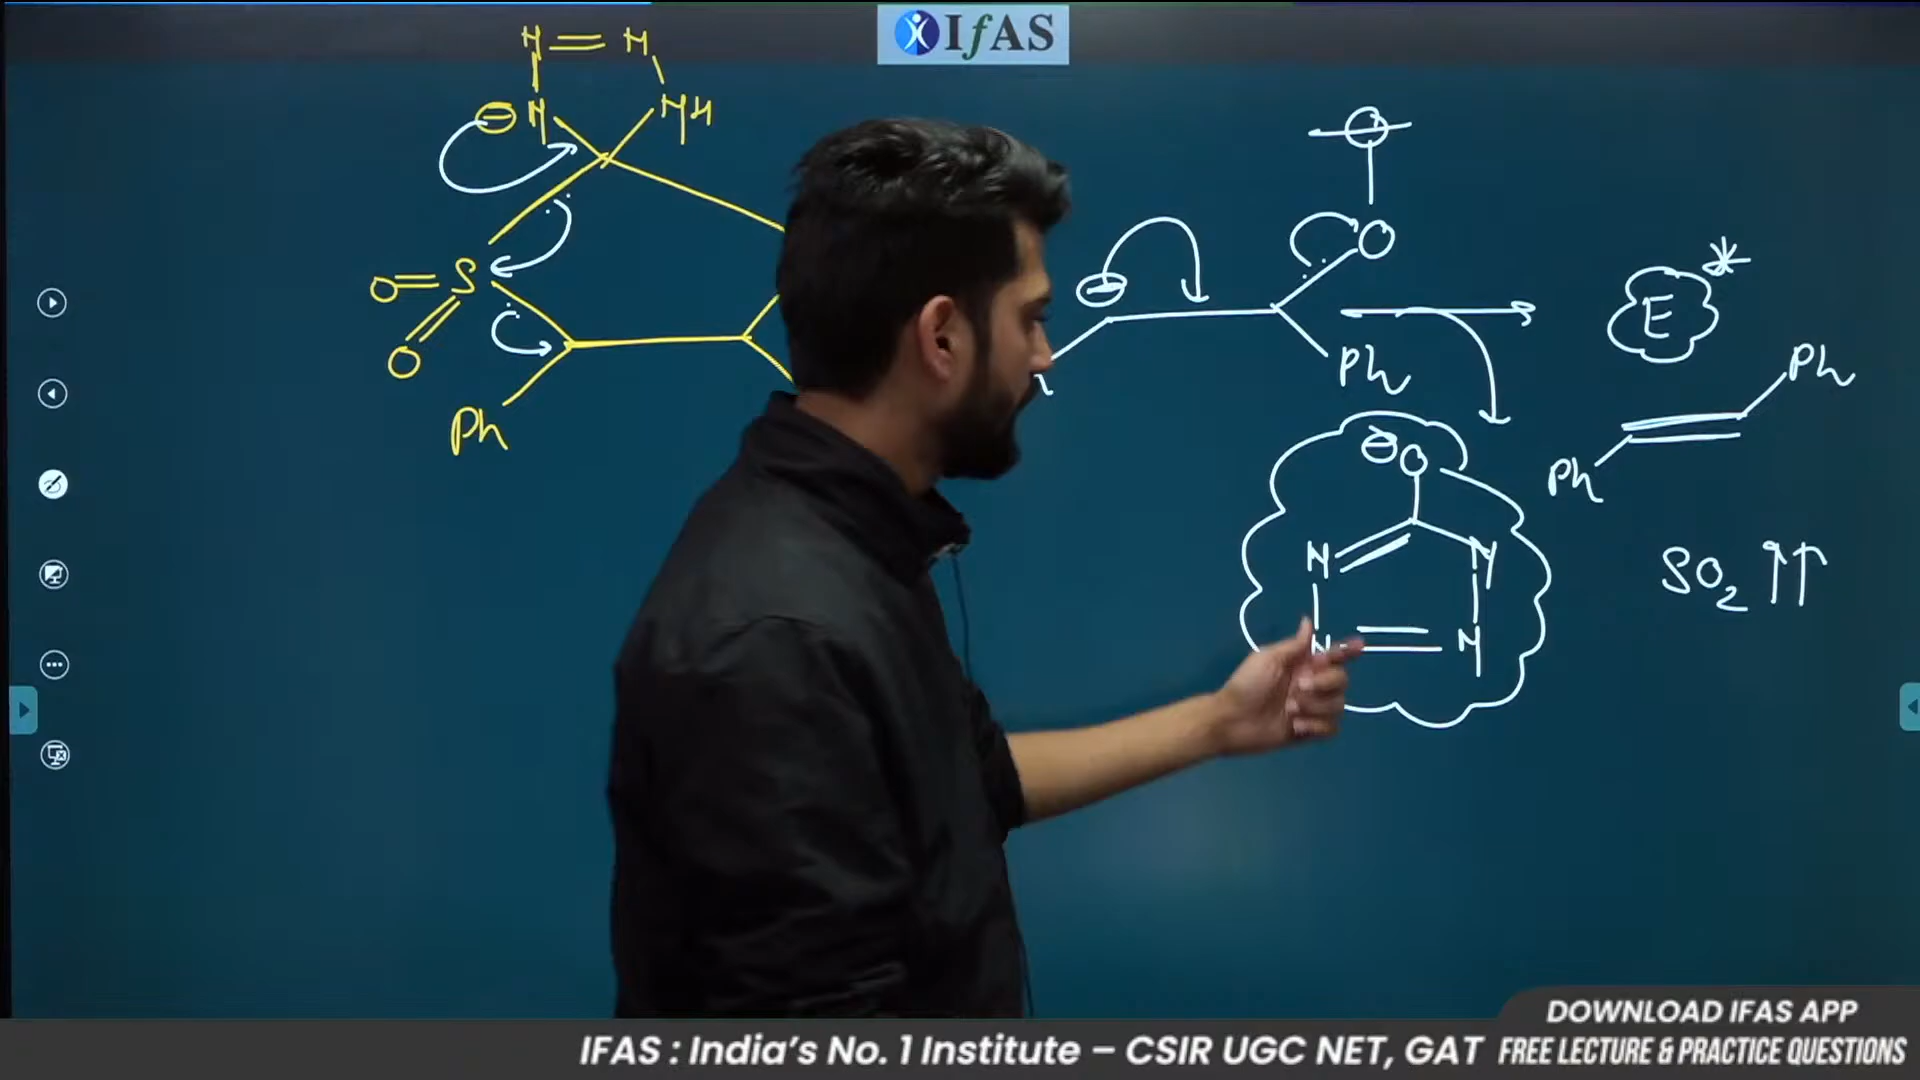 IfAS
N = N
⊖ N NH
O = S
O
Ph
⊖
O
Ph
E *
Ph
Ph
⊖ O
N N
N = N
SO₂ ↑↑
DOWNLOAD IFAS APP
IFAS : India's No. 1 Institute – CSIR UGC NET, GAT
FREE LECTURE & PRACTICE QUESTIONS